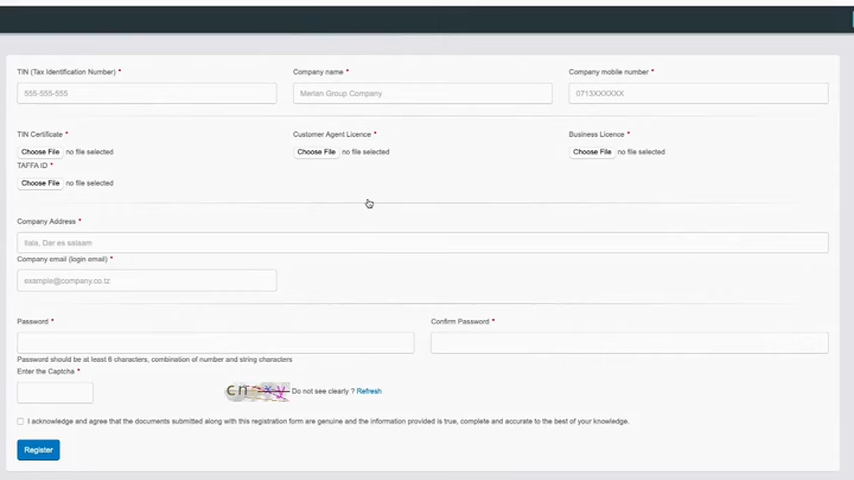 TIN (Tax Identification Number) * Company name * Company mobile number *
555-555-555 Merlan Group Company 0713XXXXXX
TIN Certificate * Customer Agent Licence * Business Licence *
Choose File no file selected Choose File no file selected Choose File no file selected
TAFFA ID *
Choose File no file selected
Company Address *
Ilala, Dar es salaam
Company email (login email) *
example@company.co.tz
Password * Confirm Password *
Password should be at least 6 characters, combination of number and string characters
Enter the Captcha *
Do not see clearly ? Refresh
I acknowledge and agree that the documents submitted along with this registration form are genuine and the information provided is true, complete and accurate to the best of your knowledge.
Register